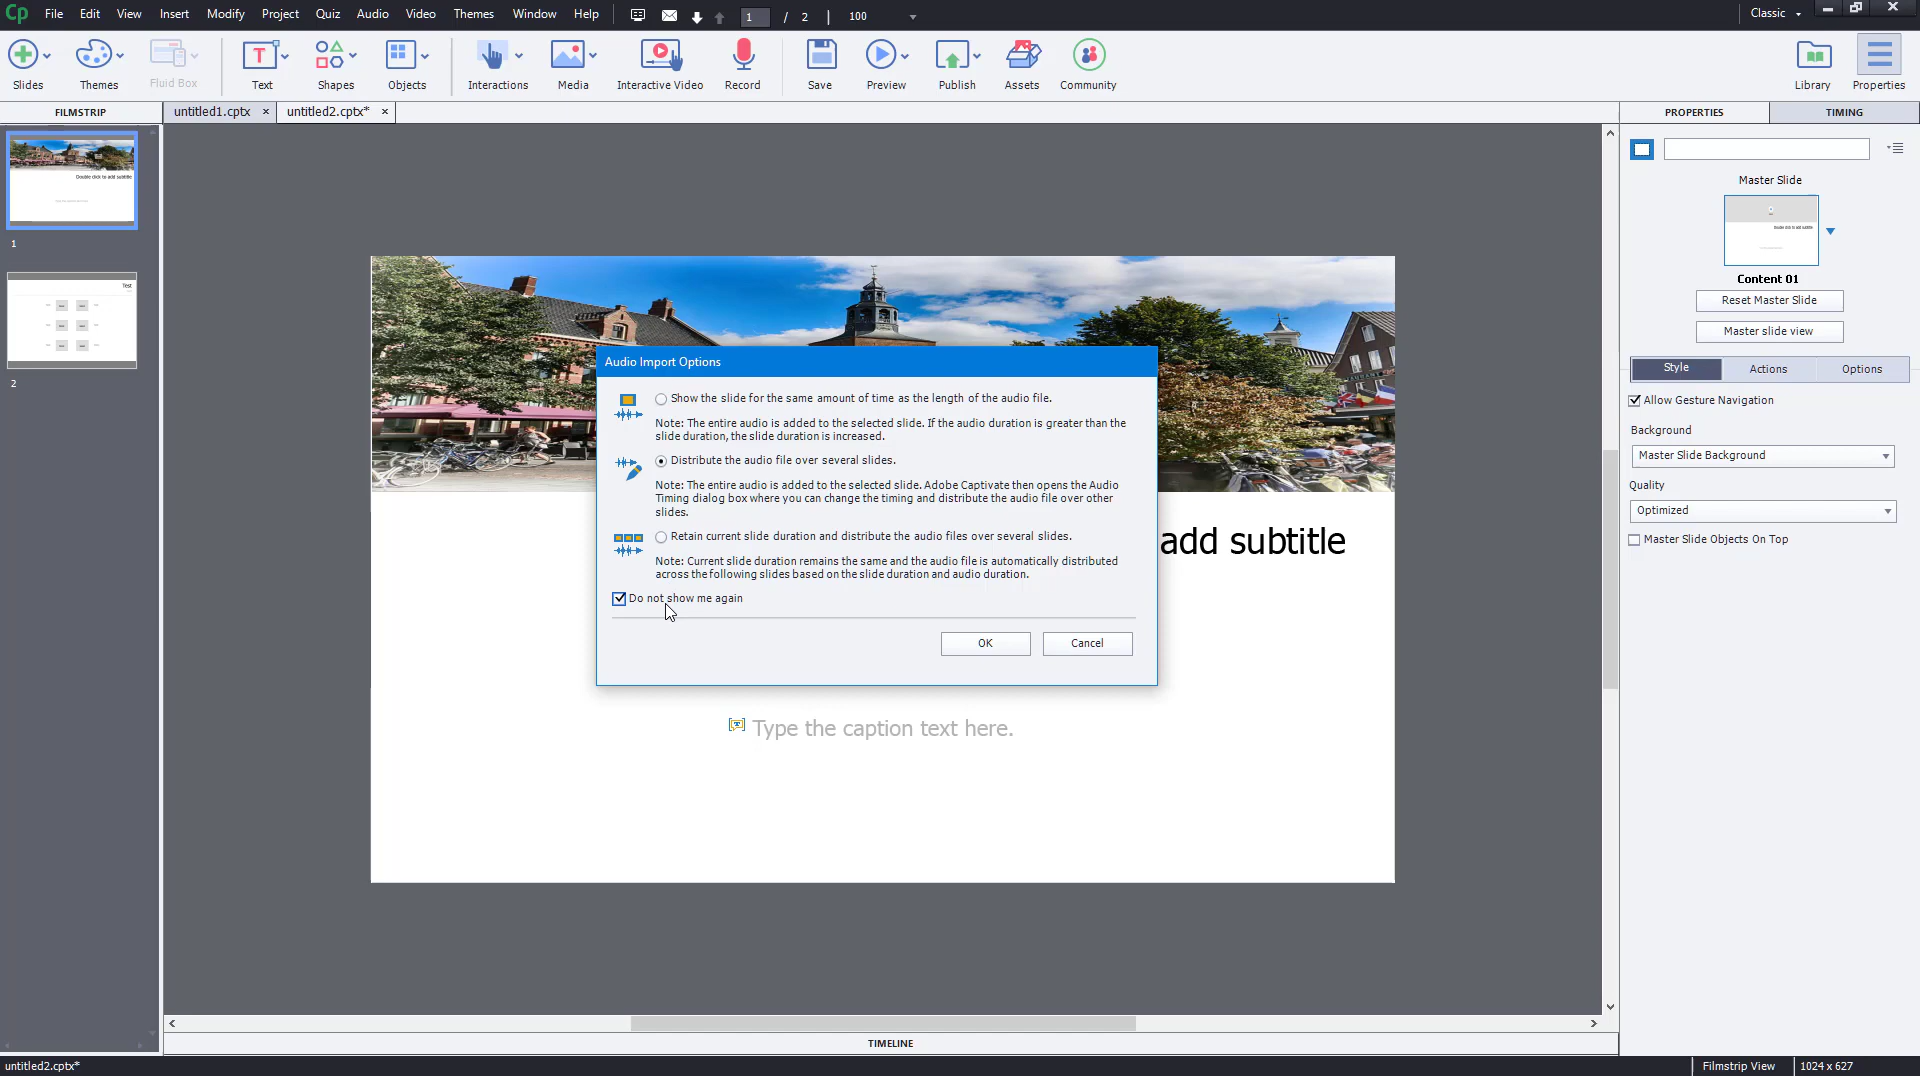 Cp File Edit View Insert Modify Project Quiz Audio Video Themes Window Help 1 / 2 100 Classic
Slides Themes Fluid Box Text Shapes Objects Interactions Media Interactive Video Record Save Preview Publish Assets Community Library Properties
FILMSTRIP untitled1.cptx × untitled2.cptx* × PROPERTIES TIMING
Double click to add subtitle
1
Test
2
Audio Import Options
Show the slide for the same amount of time as the length of the audio file.
Note: The entire audio is added to the selected slide. If the audio duration is greater than the
slide duration, the slide duration is increased.
Distribute the audio file over several slides.
Note: The entire audio is added to the selected slide. Adobe Captivate then opens the Audio
Timing dialog box where you can change the timing and distribute the audio file over other
slides.
Retain current slide duration and distribute the audio files over several slides.
Note: Current slide duration remains the same and the audio file is automatically distributed
across the following slides based on the slide duration and audio duration.
Do not show me again
OK Cancel
add subtitle
Type the caption text here.
Master Slide
Double click to add subtitle
Content 01
Reset Master Slide
Master slide view
Style Actions Options
Allow Gesture Navigation
Background
Master Slide Background
Quality
Optimized
Master Slide Objects On Top
TIMELINE
untitled2.cptx* Filmstrip View 1024 x 627